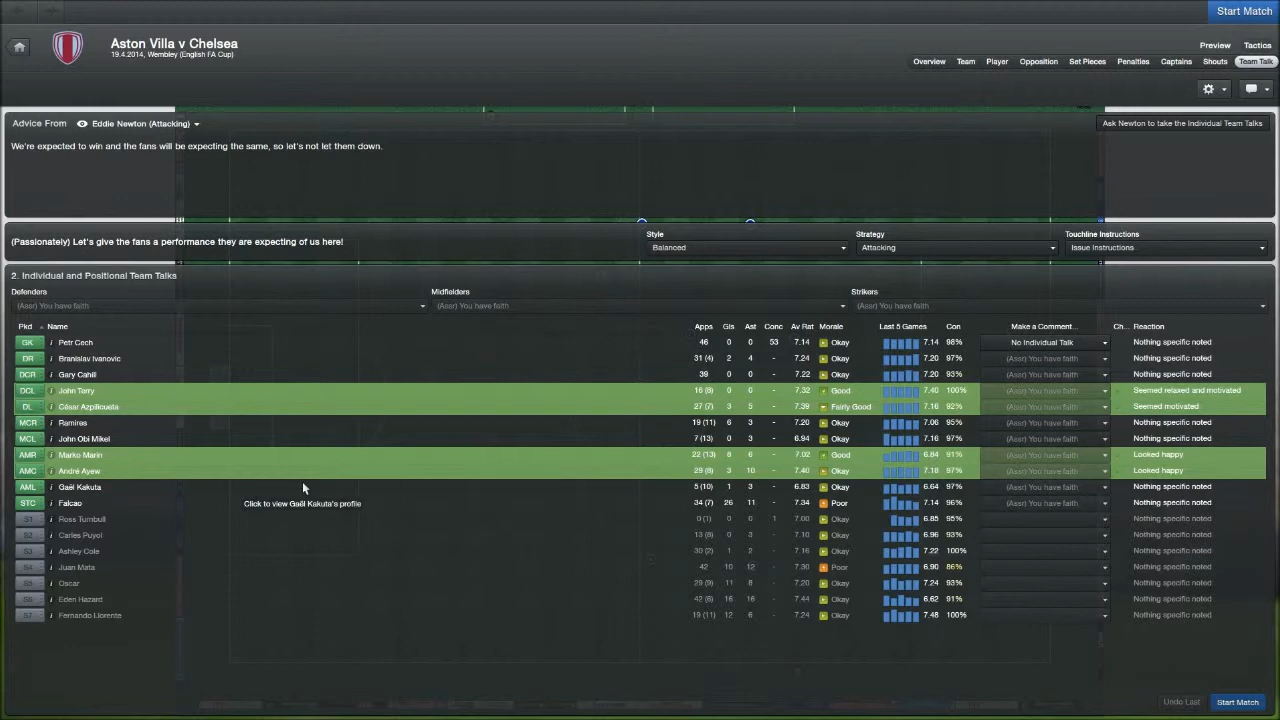 Start Match
Aston Villa v Chelsea
19.4.2014, Wembley (English FA Cup)
Preview Tactics
Overview Team Player Opposition Set Pieces Penalties Captains Shouts Team Talk
Advice From Eddie Newton (Attacking)
Ask Newton to take the Individual Team Talks
We're expected to win and the fans will be expecting the same, so let's not let them down.
(Passionately) Let's give the fans a performance they are expecting of us here!
Style Strategy Touchline Instructions
Balanced Attacking Issue Instructions
2. Individual and Positional Team Talks
Defenders Midfielders Strikers
(Assr) You have faith (Assr) You have faith (Assr) You have faith
Pkd Name Apps Gls Ast Conc Av Rat Morale Last 5 Games Con Make a Comment... Ch... Reaction
GK i Petr Cech 46 0 0 53 7.14 Okay 7.14 98% No Individual Talk Nothing specific noted
DR i Branislav Ivanovic 31 (4) 2 4 - 7.24 Okay 7.20 97% (Assr) You have faith Nothing specific noted
DCR i Gary Cahill 39 0 0 - 7.22 Okay 7.20 93% (Assr) You have faith Nothing specific noted
DCL i John Terry 16 (8) 0 0 - 7.32 Good 7.40 100% (Assr) You have faith Seemed relaxed and motivated
DL i César Azpilicueta 27 (7) 3 5 - 7.39 Fairly Good 7.16 92% (Assr) You have faith Seemed motivated
MCR i Ramires 19 (11) 6 3 - 7.20 Okay 7.06 95% (Assr) You have faith Nothing specific noted
MCL i John Obi Mikel 7 (13) 0 3 - 6.94 Okay 7.16 97% (Assr) You have faith Nothing specific noted
AMR i Marko Marin 22 (13) 8 6 - 7.02 Good 6.84 91% (Assr) You have faith Looked happy
AMC i André Ayew 29 (8) 3 10 - 7.40 Okay 7.18 97% (Assr) You have faith Looked happy
AML i Gaël Kakuta 5 (10) 1 3 - 6.83 Okay 6.64 97% (Assr) You have faith Nothing specific noted
STC i Falcao Click to view Gaël Kakuta's profile 34 (7) 26 11 - 7.34 Poor 7.14 96% (Assr) You have faith Nothing specific noted
S1 i Ross Turnbull 0 (1) 0 0 1 7.00 Okay 6.85 95% Nothing specific noted
S2 i Carles Puyol 13 (8) 0 3 - 7.10 Okay 6.96 93% Nothing specific noted
S3 i Ashley Cole 30 (2) 1 2 - 7.16 Okay 7.22 100% Nothing specific noted
S4 i Juan Mata 42 10 12 - 7.30 Poor 6.90 86% Nothing specific noted
S5 i Oscar 29 (9) 11 8 - 7.20 Okay 7.24 93% Nothing specific noted
S6 i Eden Hazard 42 (6) 16 16 - 7.44 Okay 6.62 91% Nothing specific noted
S7 i Fernando Llorente 19 (11) 12 6 - 7.24 Okay 7.48 100% Nothing specific noted
Undo Last Start Match